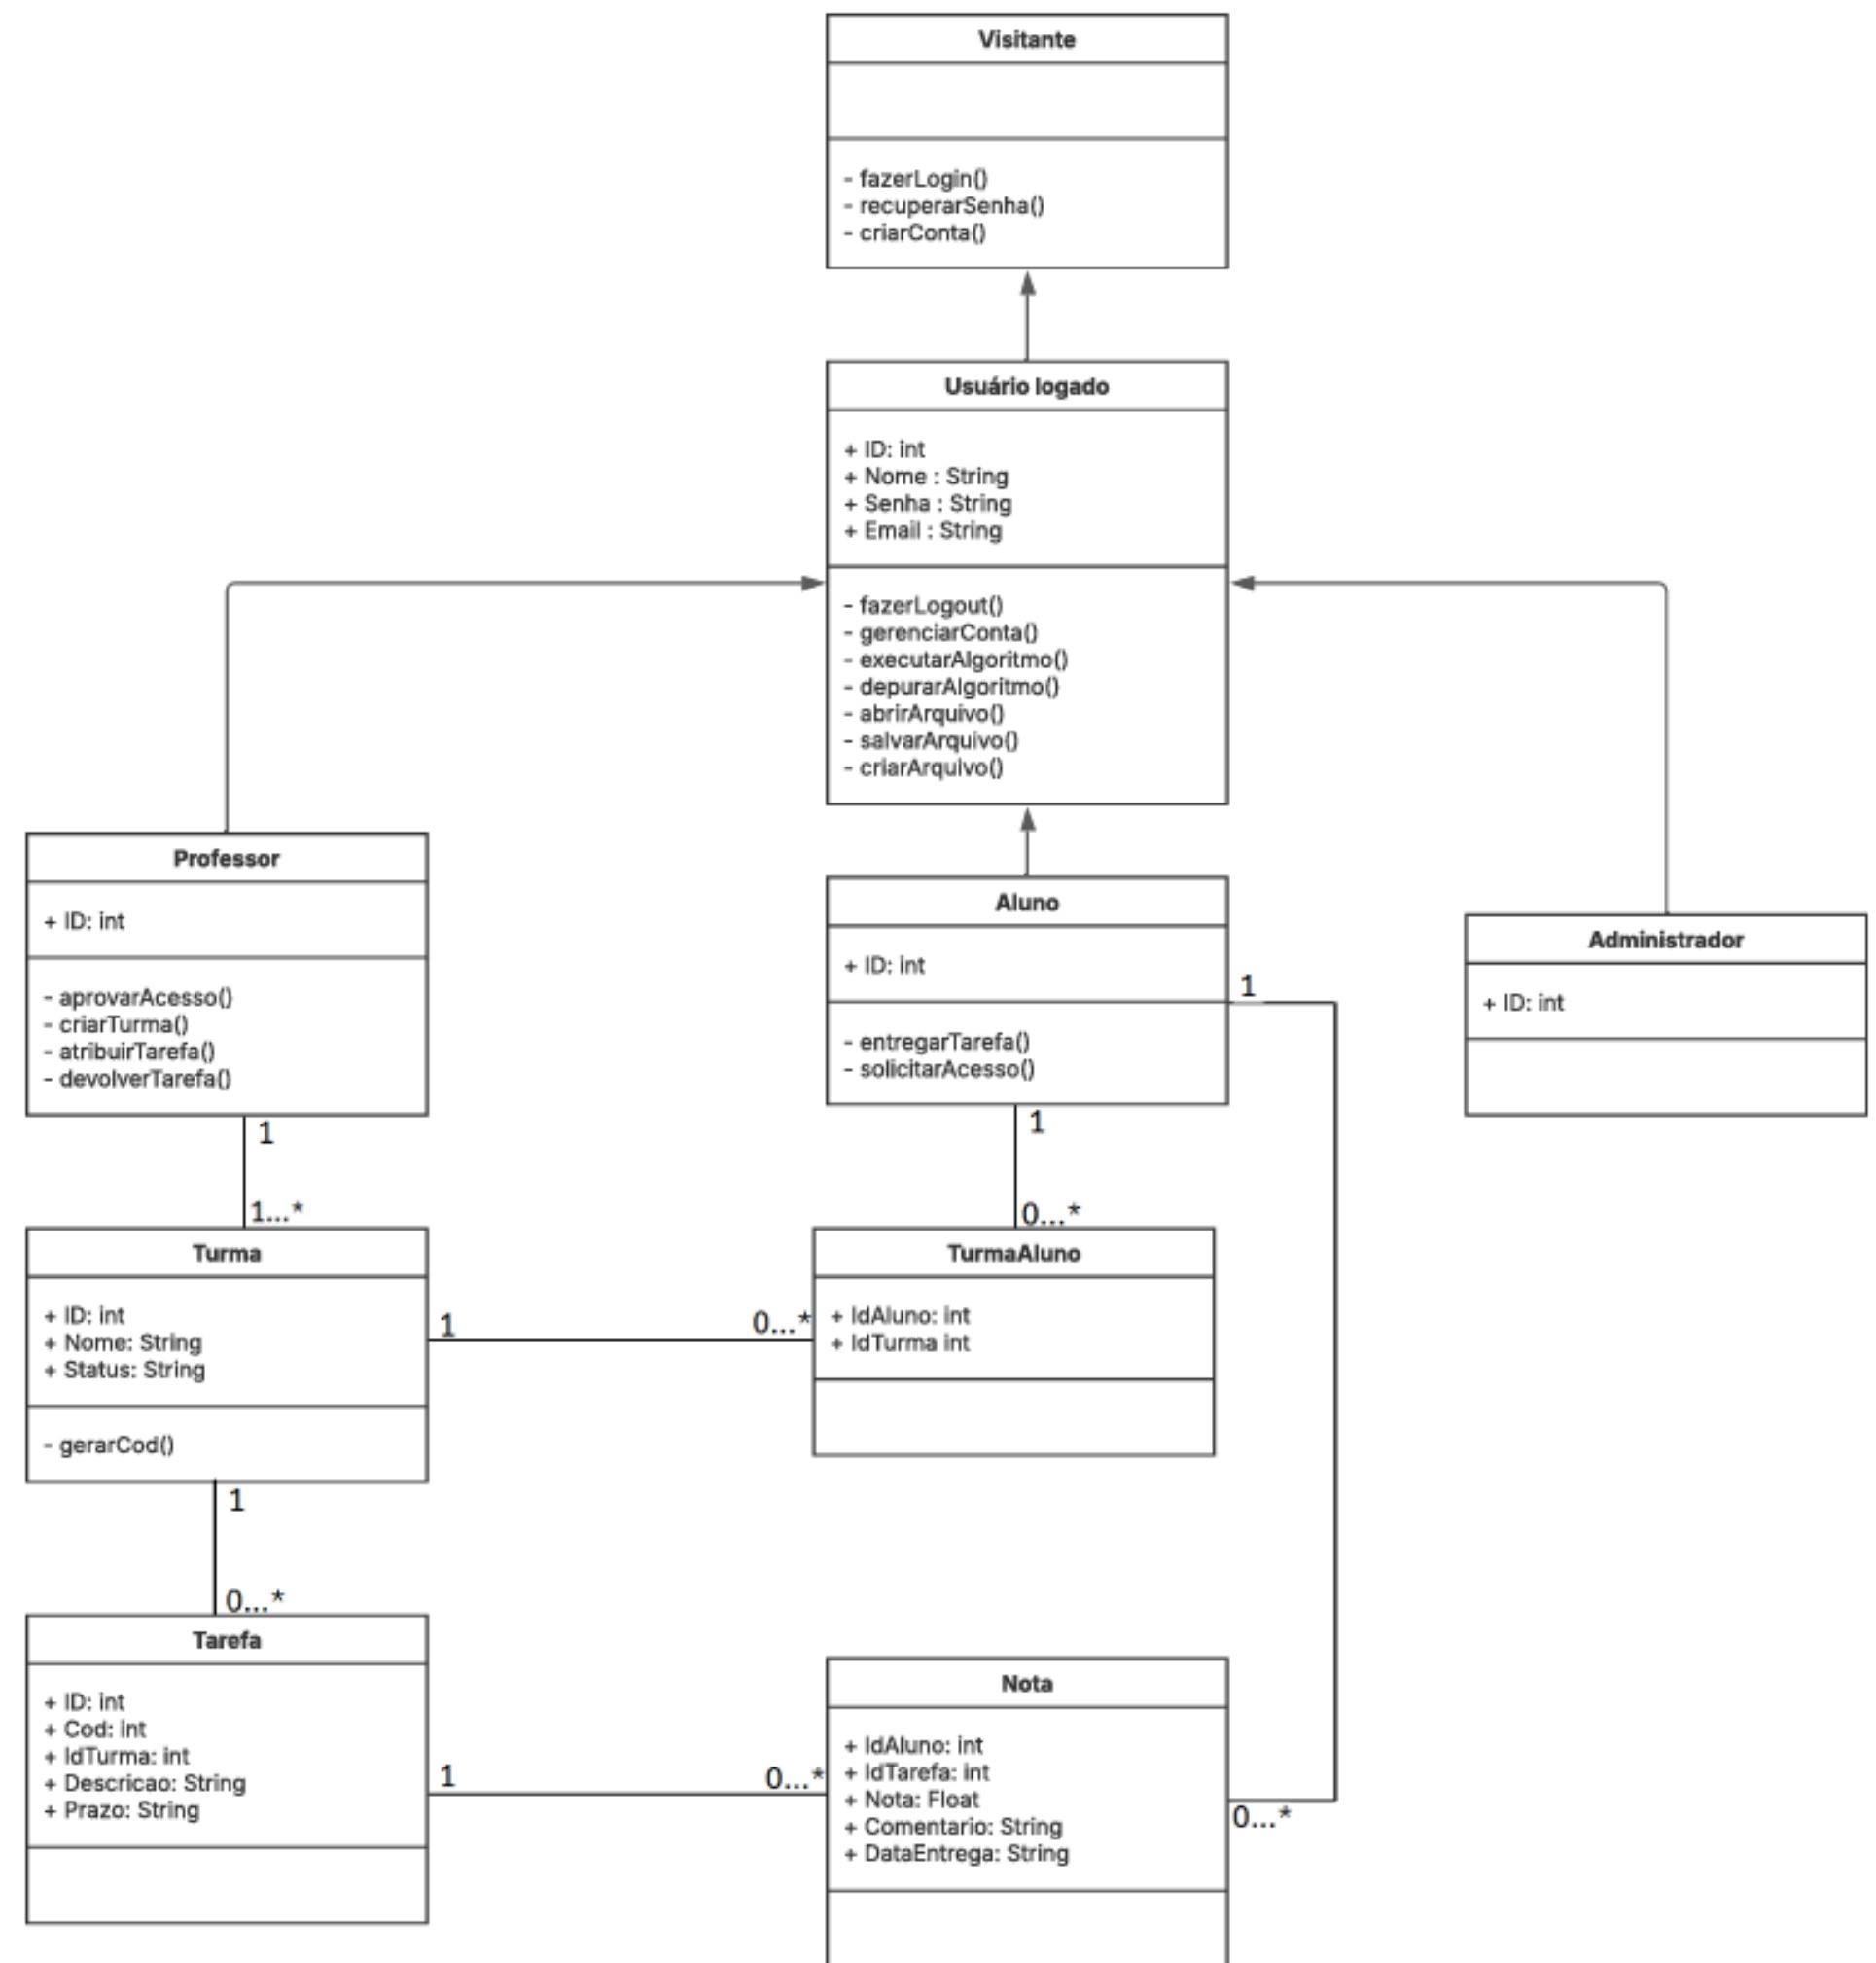 Visitante
- fazerLogin()
- recuperarSenha()
- criarConta()
Usuário logado
+ ID: int
+ Nome : String
+ Senha : String
+ Email : String
- fazerLogout()
- gerenciarConta()
- executarAlgoritmo()
- depurarAlgoritmo()
- abrirArquivo()
- salvarArquivo()
- criarArquivo()
Professor
+ ID: int
- aprovarAcesso()
- criarTurma()
- atribuirTarefa()
- devolverTarefa()
Aluno
+ ID: int
- entregarTarefa()
- solicitarAcesso()
1
Administrador
+ ID: int
1
1...*
1
0...*
Turma
+ ID: int
+ Nome: String
+ Status: String
- gerarCod()
1
0...*
TurmaAluno
+ IdAluno: int
+ IdTurma int
1
0...*
Tarefa
+ ID: int
+ Cod: int
+ IdTurma: int
+ Descricao: String
+ Prazo: String
1
0...*
Nota
+ IdAluno: int
+ IdTarefa: int
+ Nota: Float
+ Comentario: String
+ DataEntrega: String
0...*